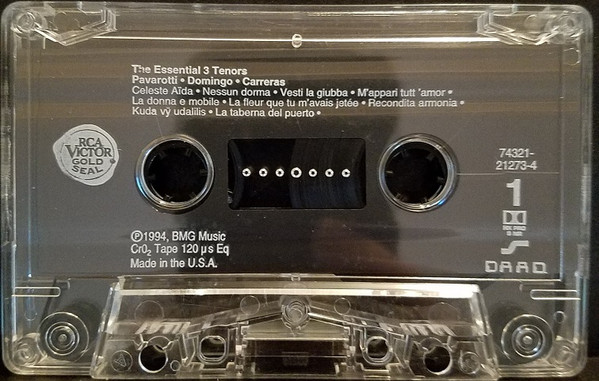 The Essential 3 Tenors
Pavarotti • Domingo • Carreras
Celeste Aïda • Nessun dorma • Vesti la giubba • M'appari tutt 'amor •
La donna e mobile • La fleur que tu m'avais jetée • Recondita armonia •
Kuda vỹ udalilis • La taberna del puerto •
RCA
VICTOR
GOLD
SEAL
74321-
21273-4
1
℗1994, BMG Music
Cr0₂ Tape 120 µs Eq
Made in the U.S.A.
DAAD